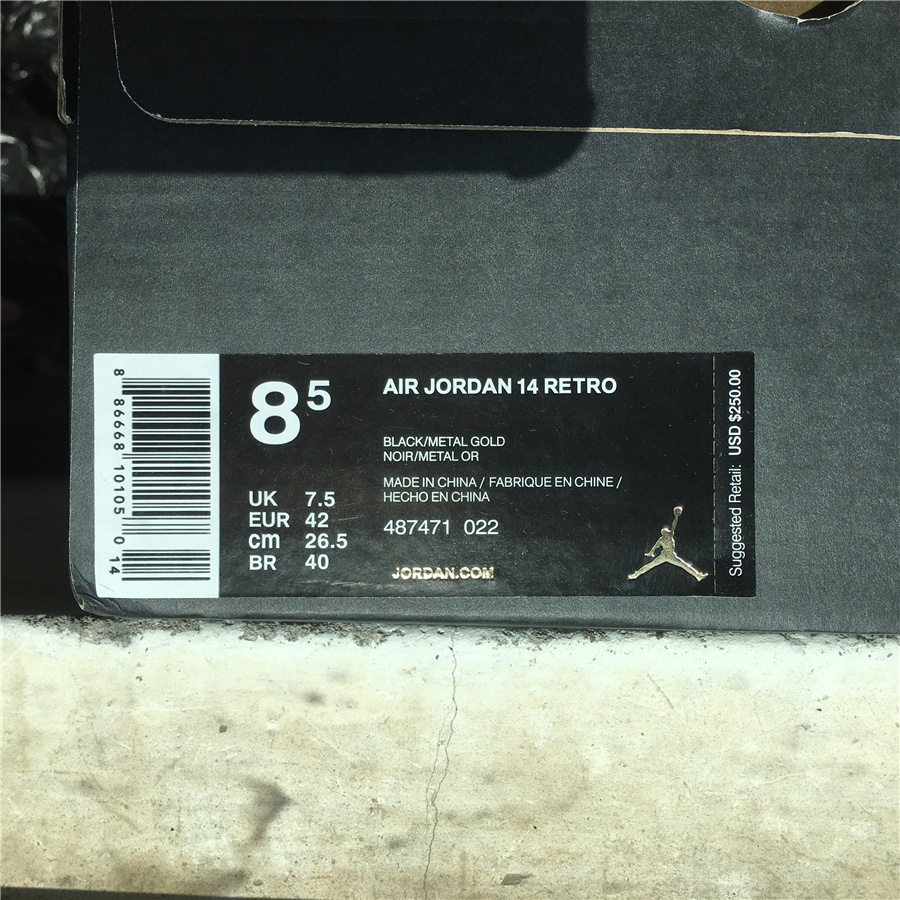 8 86668 10105 0 14
8 5
UK 7.5
EUR 42
cm 26.5
BR 40
AIR JORDAN 14 RETRO
BLACK/METAL GOLD
NOIR/METAL OR
MADE IN CHINA / FABRIQUE EN CHINE /
HECHO EN CHINA
487471 022
JORDAN.COM
Suggested Retail: USD $250.00